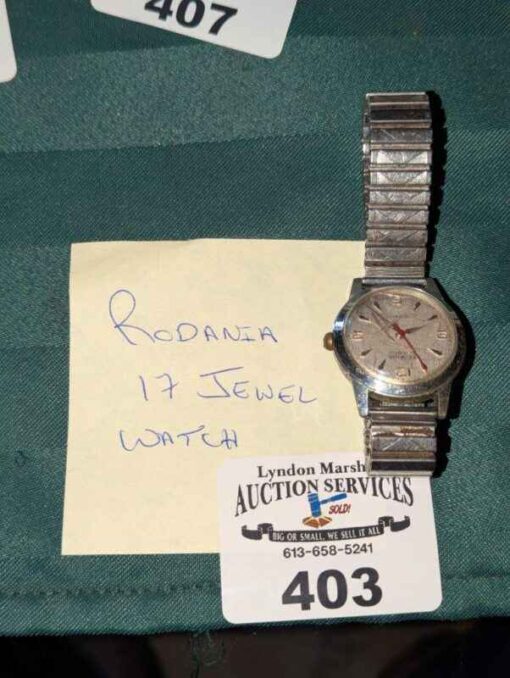 407
RODANIA
17 JEWEL
WATCH
Lyndon Marsh
AUCTION SERVICES
SOLD!
BIG OR SMALL, WE SELL IT ALL
613-658-5241
403